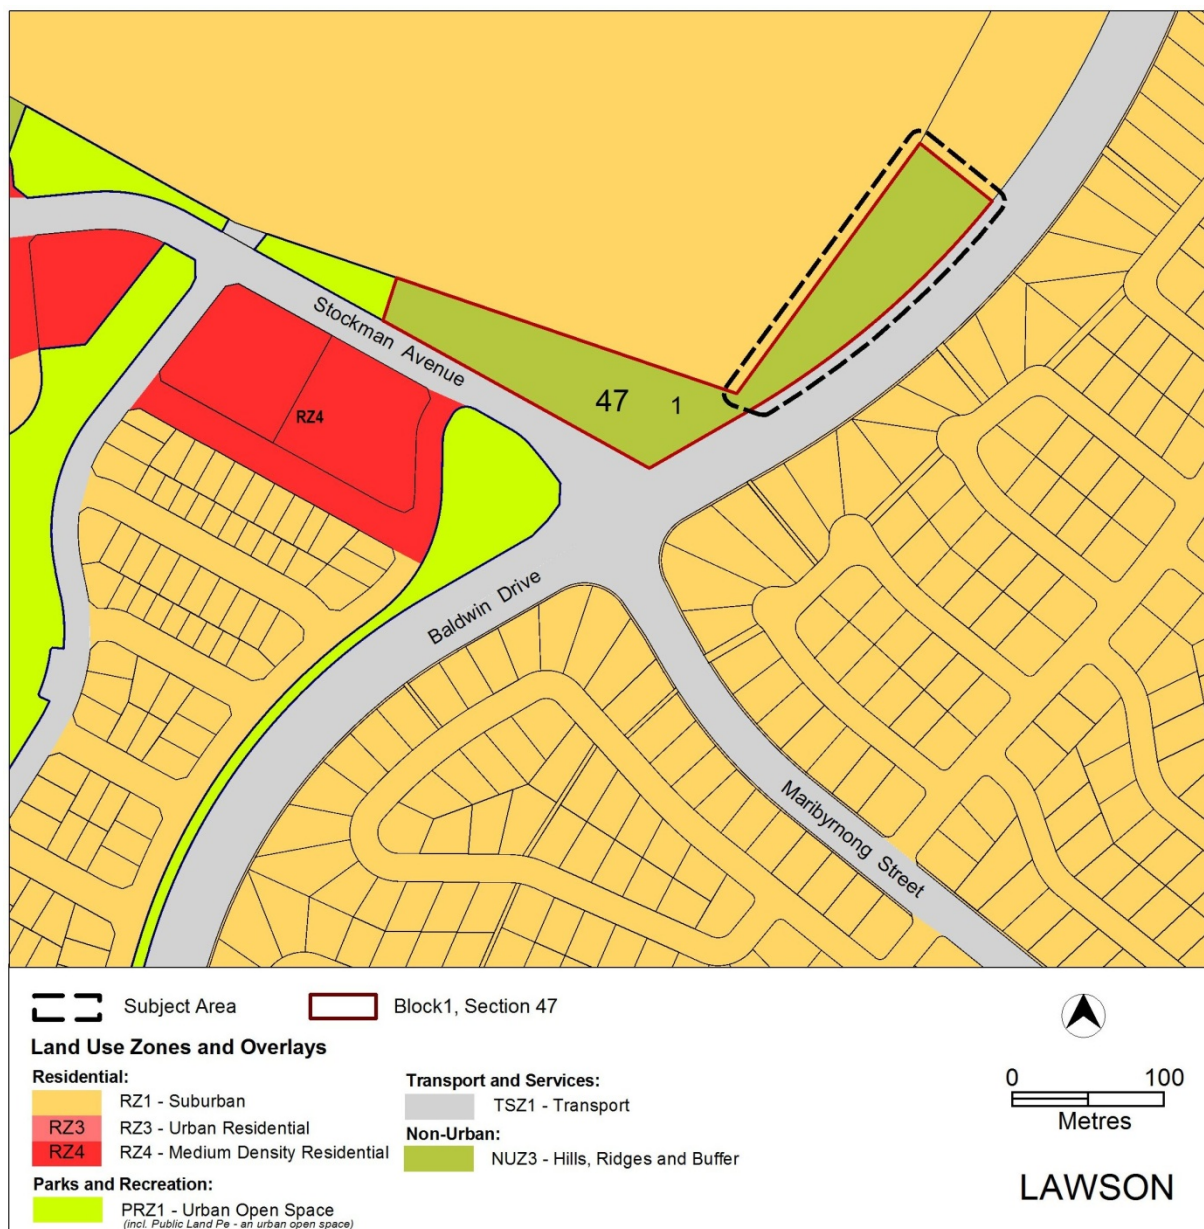 Stockman Avenue
47
1
RZ4
Baldwin Drive
Maribyrnong Street
Subject Area
Block1, Section 47
Land Use Zones and Overlays
Residential:
RZ1 - Suburban
RZ3
RZ3 - Urban Residential
RZ4
RZ4 - Medium Density Residential
Parks and Recreation:
PRZ1 - Urban Open Space
(incl. Public Land Pe - an urban open space)
Transport and Services:
TSZ1 - Transport
Non-Urban:
NUZ3 - Hills, Ridges and Buffer
0 100
Metres
LAWSON